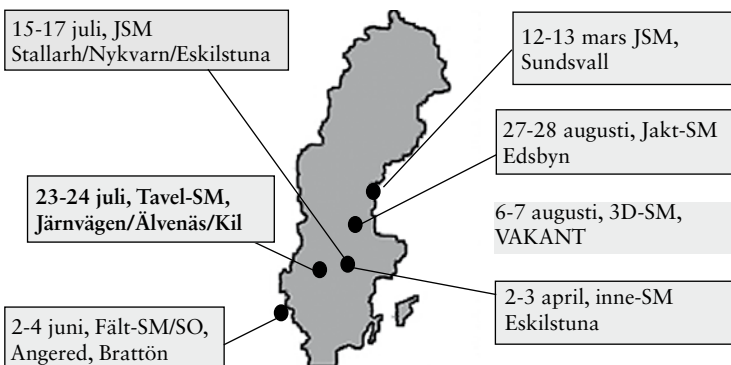 15-17 juli, JSM
Stallarh/Nykvarn/Eskilstuna
12-13 mars JSM,
Sundsvall
27-28 augusti, Jakt-SM
Edsbyn
23-24 juli, Tavel-SM,
Järnvägen/Älvenäs/Kil
6-7 augusti, 3D-SM,
VAKANT
2-3 april, inne-SM
Eskilstuna
2-4 juni, Fält-SM/SO,
Angered, Brattön